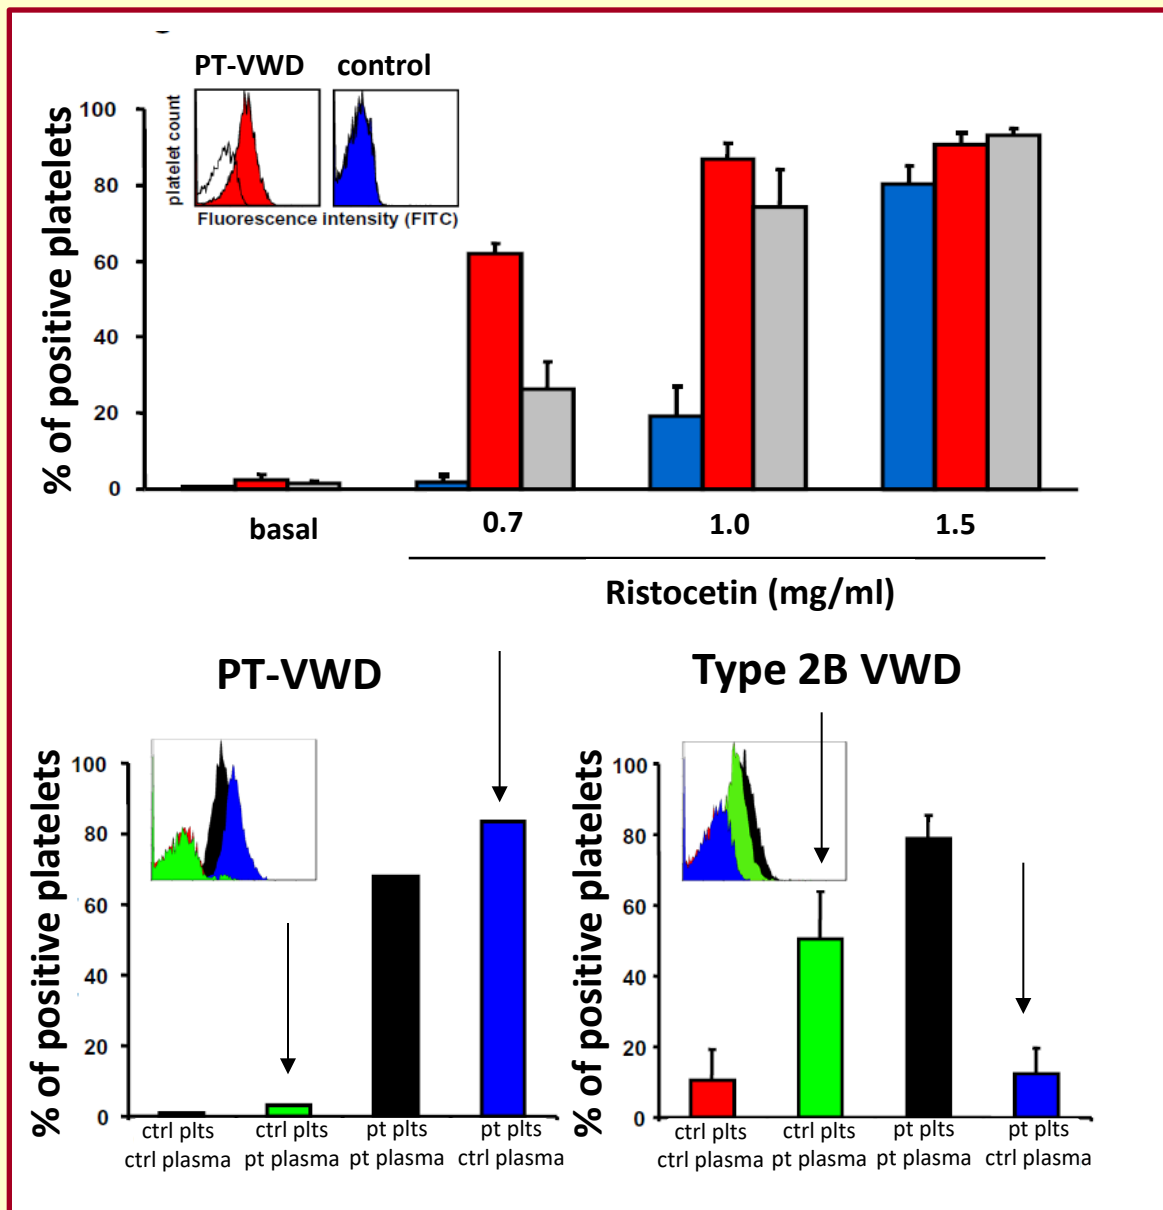 PT-VWD control
platelet count
Fluorescence intensity (FITC)
% of positive platelets
100
80
60
40
20
0
basal 0.7 1.0 1.5
Ristocetin (mg/ml)
PT-VWD
% of positive platelets
100
80
60
40
20
0
ctrl plts ctrl plts pt plts pt plts
ctrl plasma pt plasma pt plasma ctrl plasma
Type 2B VWD
% of positive platelets
100
80
60
40
20
0
ctrl plts ctrl plts pt plts pt plts
ctrl plasma pt plasma pt plasma ctrl plasma